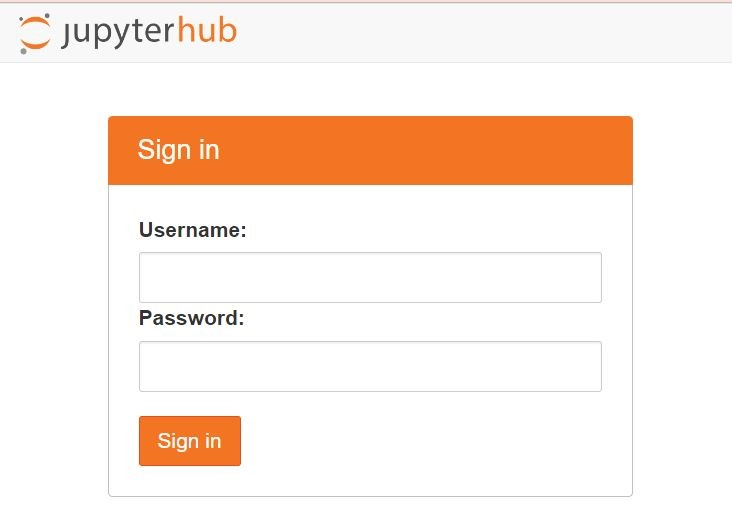 jupyterhub
Sign in
Username:
Password:
Sign in